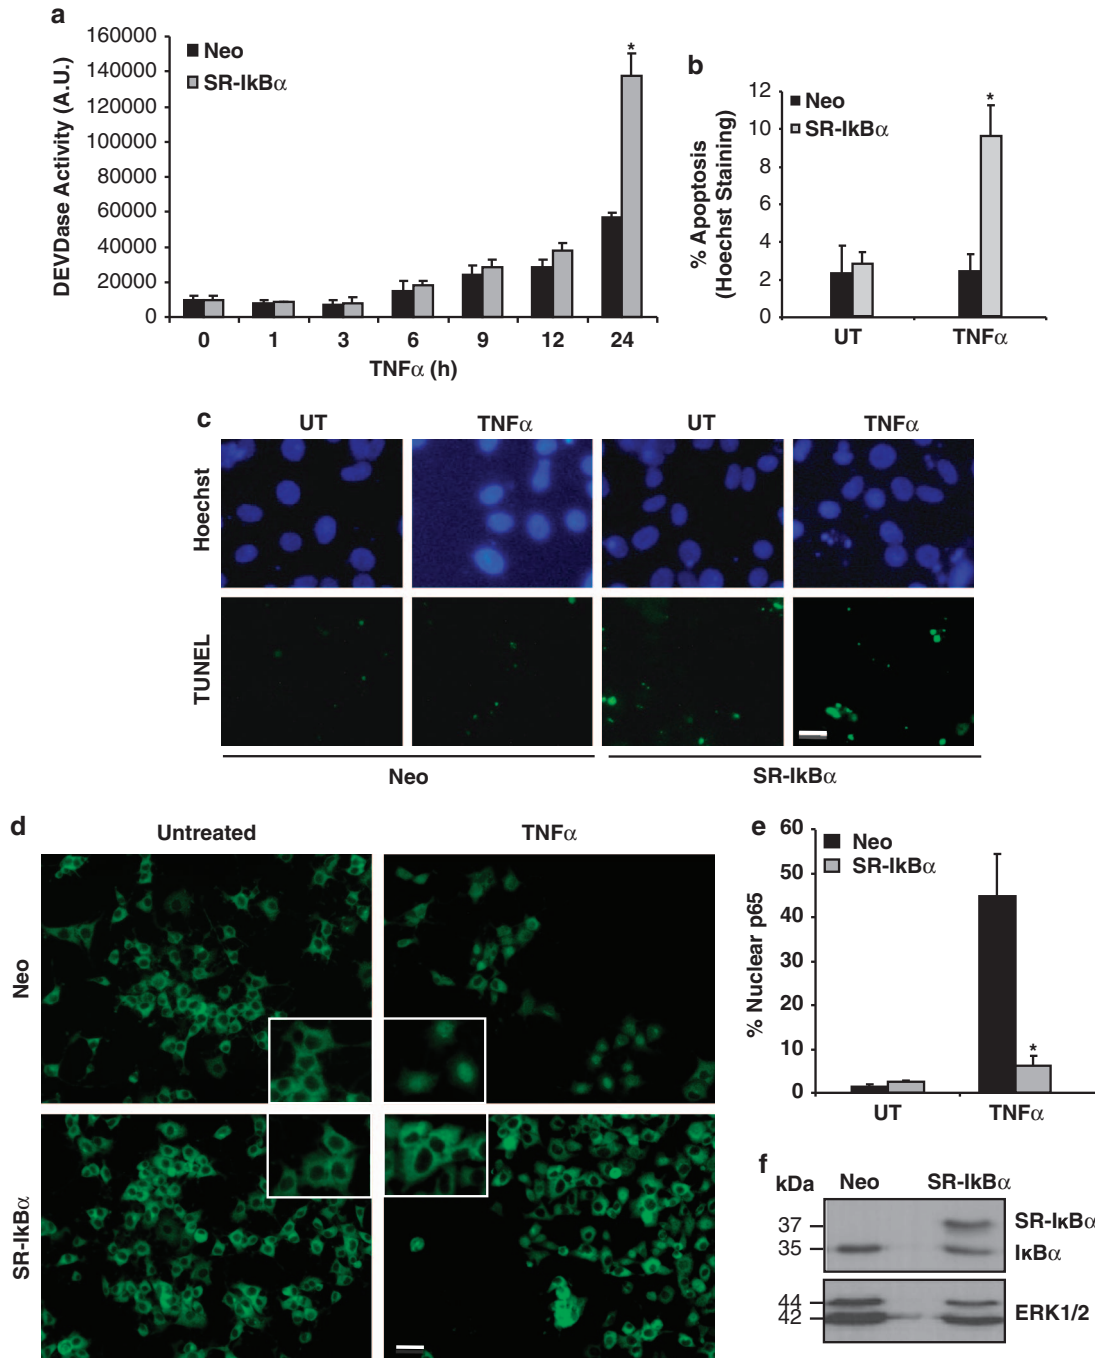 a
160000
140000
120000
100000
80000
60000
40000
20000
0
DEVDase Activity (A.U.)
Neo
SR-IkBα
*
0 1 3 6 9 12 24
TNFα (h)
b
12
10
8
6
4
2
0
% Apoptosis
(Hoechst Staining)
Neo
SR-IkBα
*
UT TNFα
c
UT TNFα UT TNFα
Hoechst
TUNEL
Neo SR-IkBα
d
Untreated TNFα
Neo
SR-IkBα
e
60
50
40
30
20
10
0
% Nuclear p65
Neo
SR-IkBα
*
UT TNFα
f
kDa Neo SR-IkBα
37 SR-IκBα
35 IκBα
44
42
ERK1/2